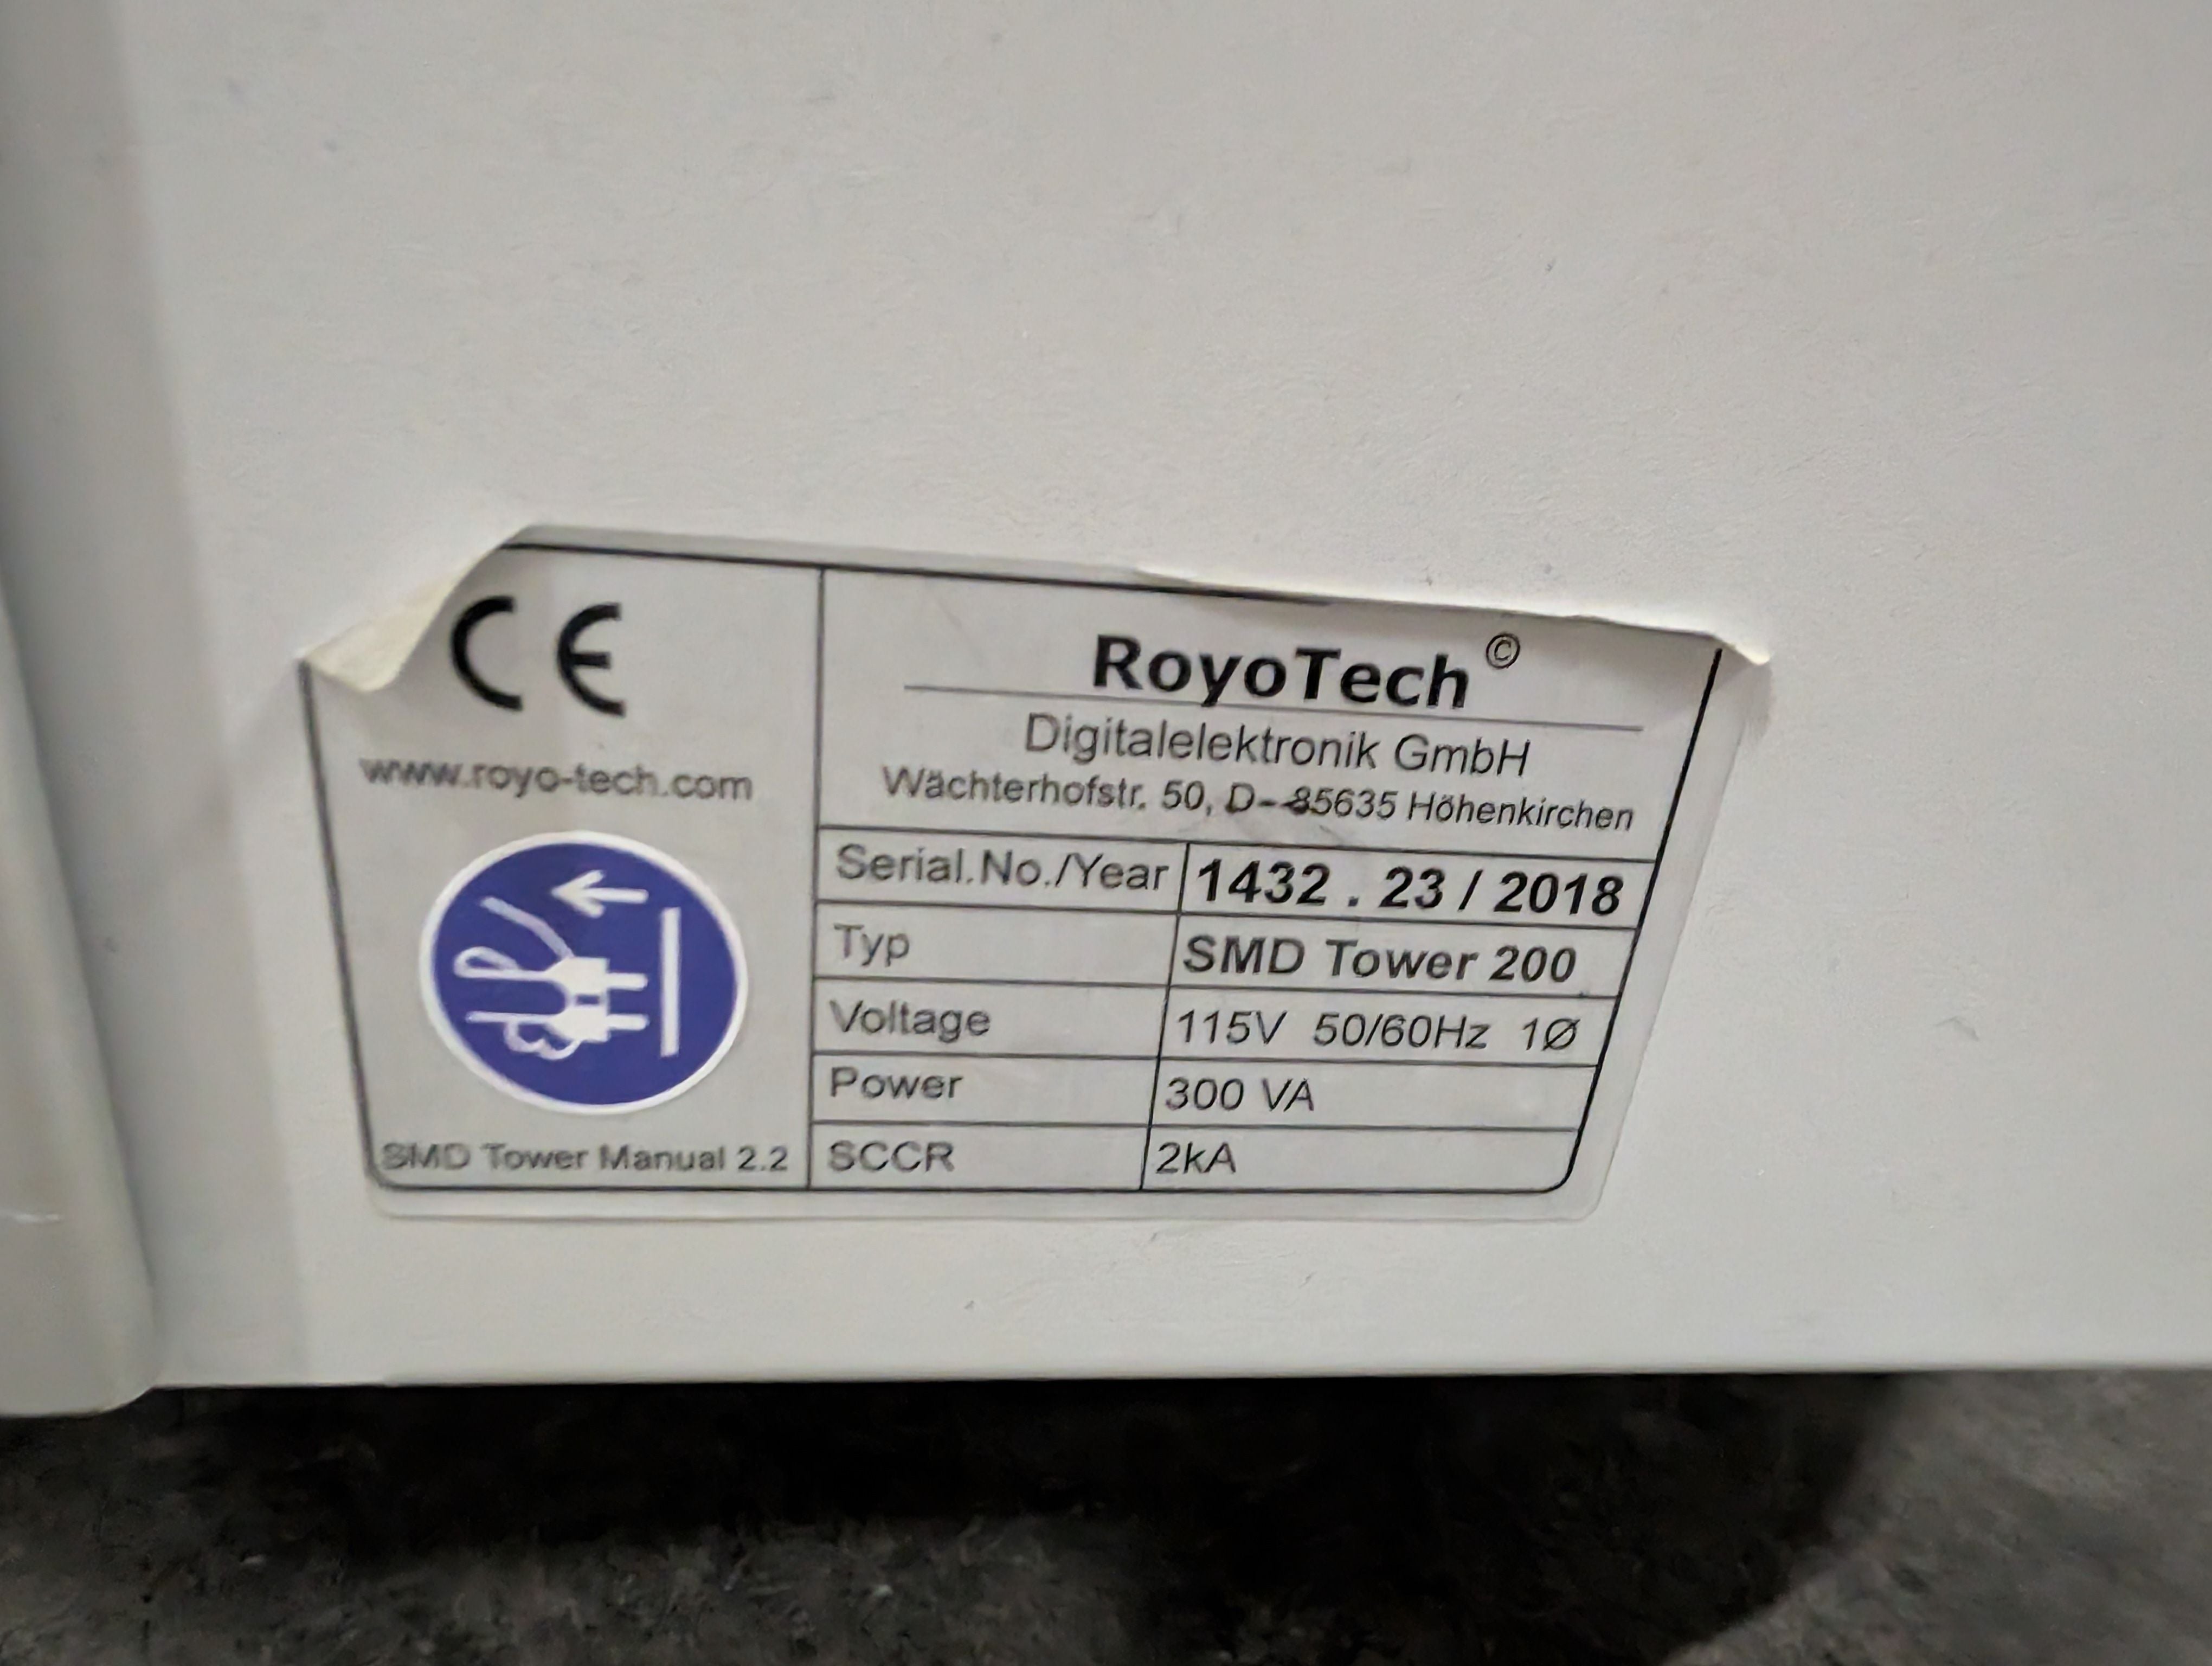 CE
www.royo-tech.com
SMD Tower Manual 2.2
RoyoTech©
Digitalelektronik GmbH
Wächterhofstr. 50, D-85635 Höhenkirchen
Serial.No./Year 1432 . 23 / 2018
Typ SMD Tower 200
Voltage 115V 50/60Hz 1Ø
Power 300 VA
SCCR 2kA